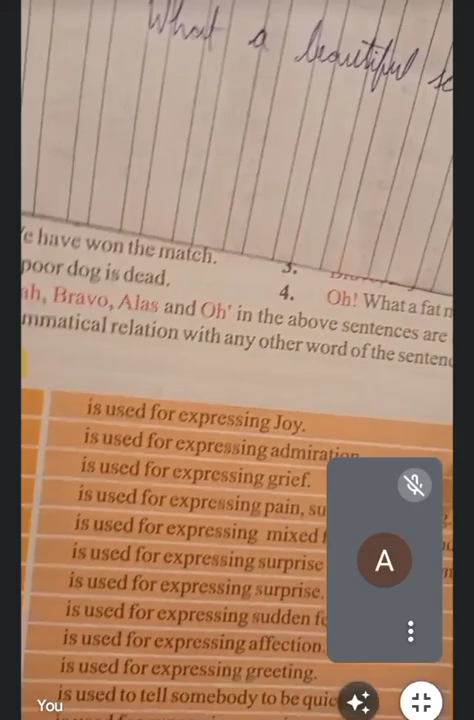 What a beautiful
have won the match.
poor dog is dead.
3.
4. Oh! What a fat
ah, Bravo, Alas and Oh' in the above sentences are
mmatical relation with any other word of the senten
is used for expressing Joy.
is used for expressing admiration
is used for expressing grief.
is used for expressing pain, su
is used for expressing mixed
is used for expressing surprise
is used for expressing surprise.
is used for expressing sudden
is used for expressing affection.
is used for expressing greeting.
is used to tell somebody to be quie
A
You